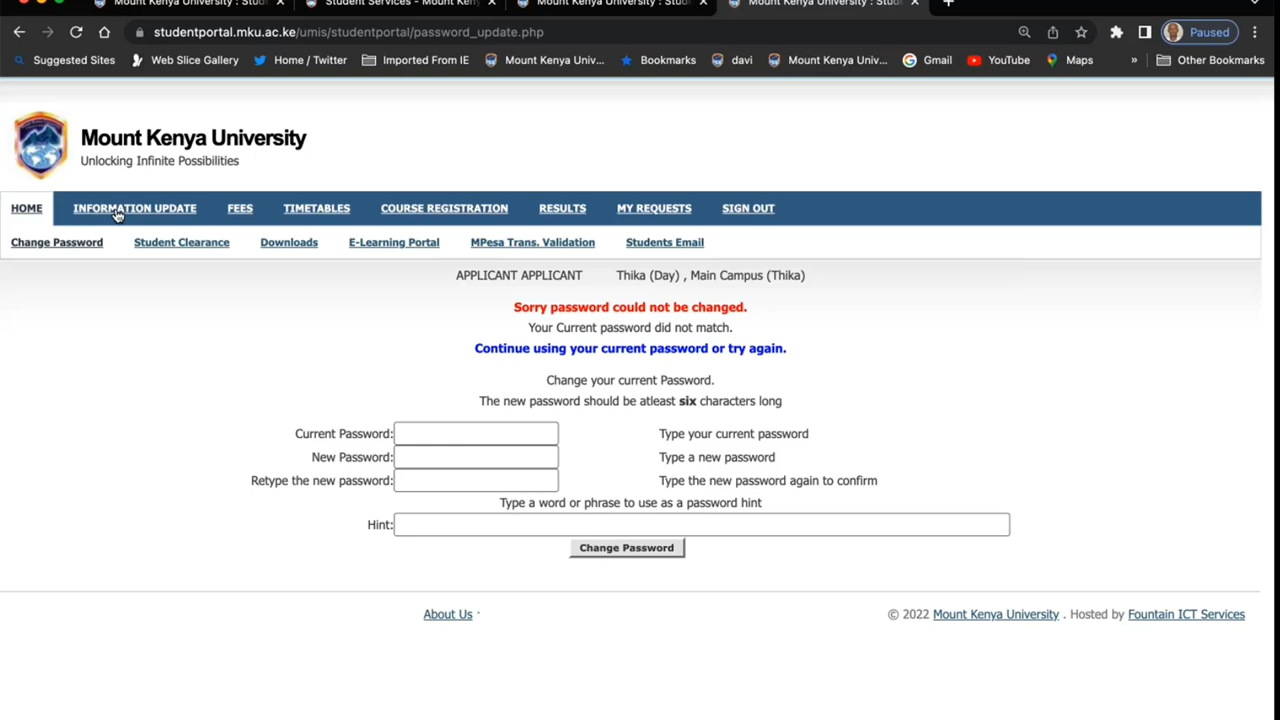 Mount Kenya University : Stud
Student Services - Mount Ken
Mount Kenya University : Stud
Mount Kenya University : Stud
studentportal.mku.ac.ke/umis/studentportal/password_update.php
Paused
Suggested Sites
Web Slice Gallery
Home / Twitter
Imported From IE
Mount Kenya Univ...
Bookmarks
davi
Mount Kenya Univ...
Gmail
YouTube
Maps
»
Other Bookmarks
Mount Kenya University
Unlocking Infinite Possibilities
HOME INFORMATION UPDATE FEES TIMETABLES COURSE REGISTRATION RESULTS MY REQUESTS SIGN OUT
Change Password Student Clearance Downloads E-Learning Portal MPesa Trans. Validation Students Email
APPLICANT APPLICANT Thika (Day) , Main Campus (Thika)
Sorry password could not be changed.
Your Current password did not match.
Continue using your current password or try again.
Change your current Password.
The new password should be atleast six characters long
Current Password: Type your current password
New Password: Type a new password
Retype the new password: Type the new password again to confirm
Type a word or phrase to use as a password hint
Hint:
Change Password
About Us
© 2022 Mount Kenya University . Hosted by Fountain ICT Services